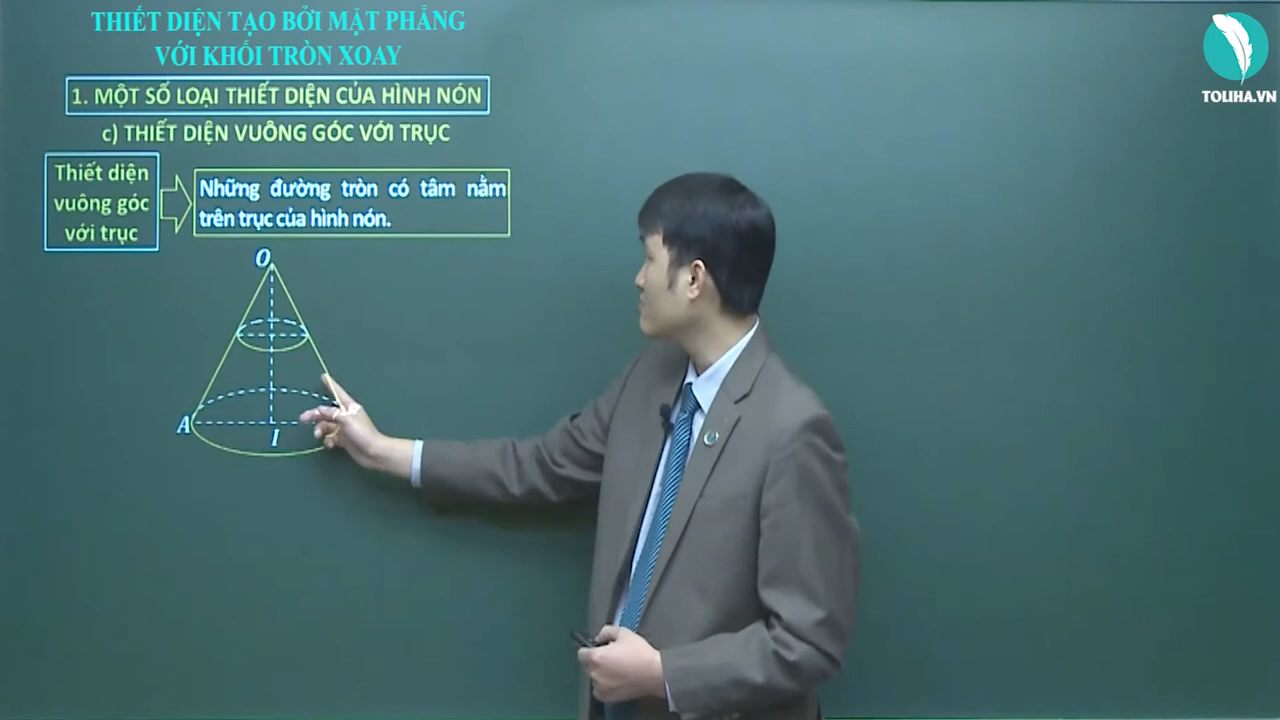 THIẾT DIỆN TẠO BỞI MẶT PHẲNG
VỚI KHỐI TRÒN XOAY
1. MỘT SỐ LOẠI THIẾT DIỆN CỦA HÌNH NÓN
c) THIẾT DIỆN VUÔNG GÓC VỚI TRỤC
Thiết diện
vuông góc
với trục
Những đường tròn có tâm nằm
trên trục của hình nón.
O
A
I
TOLIHA.VN